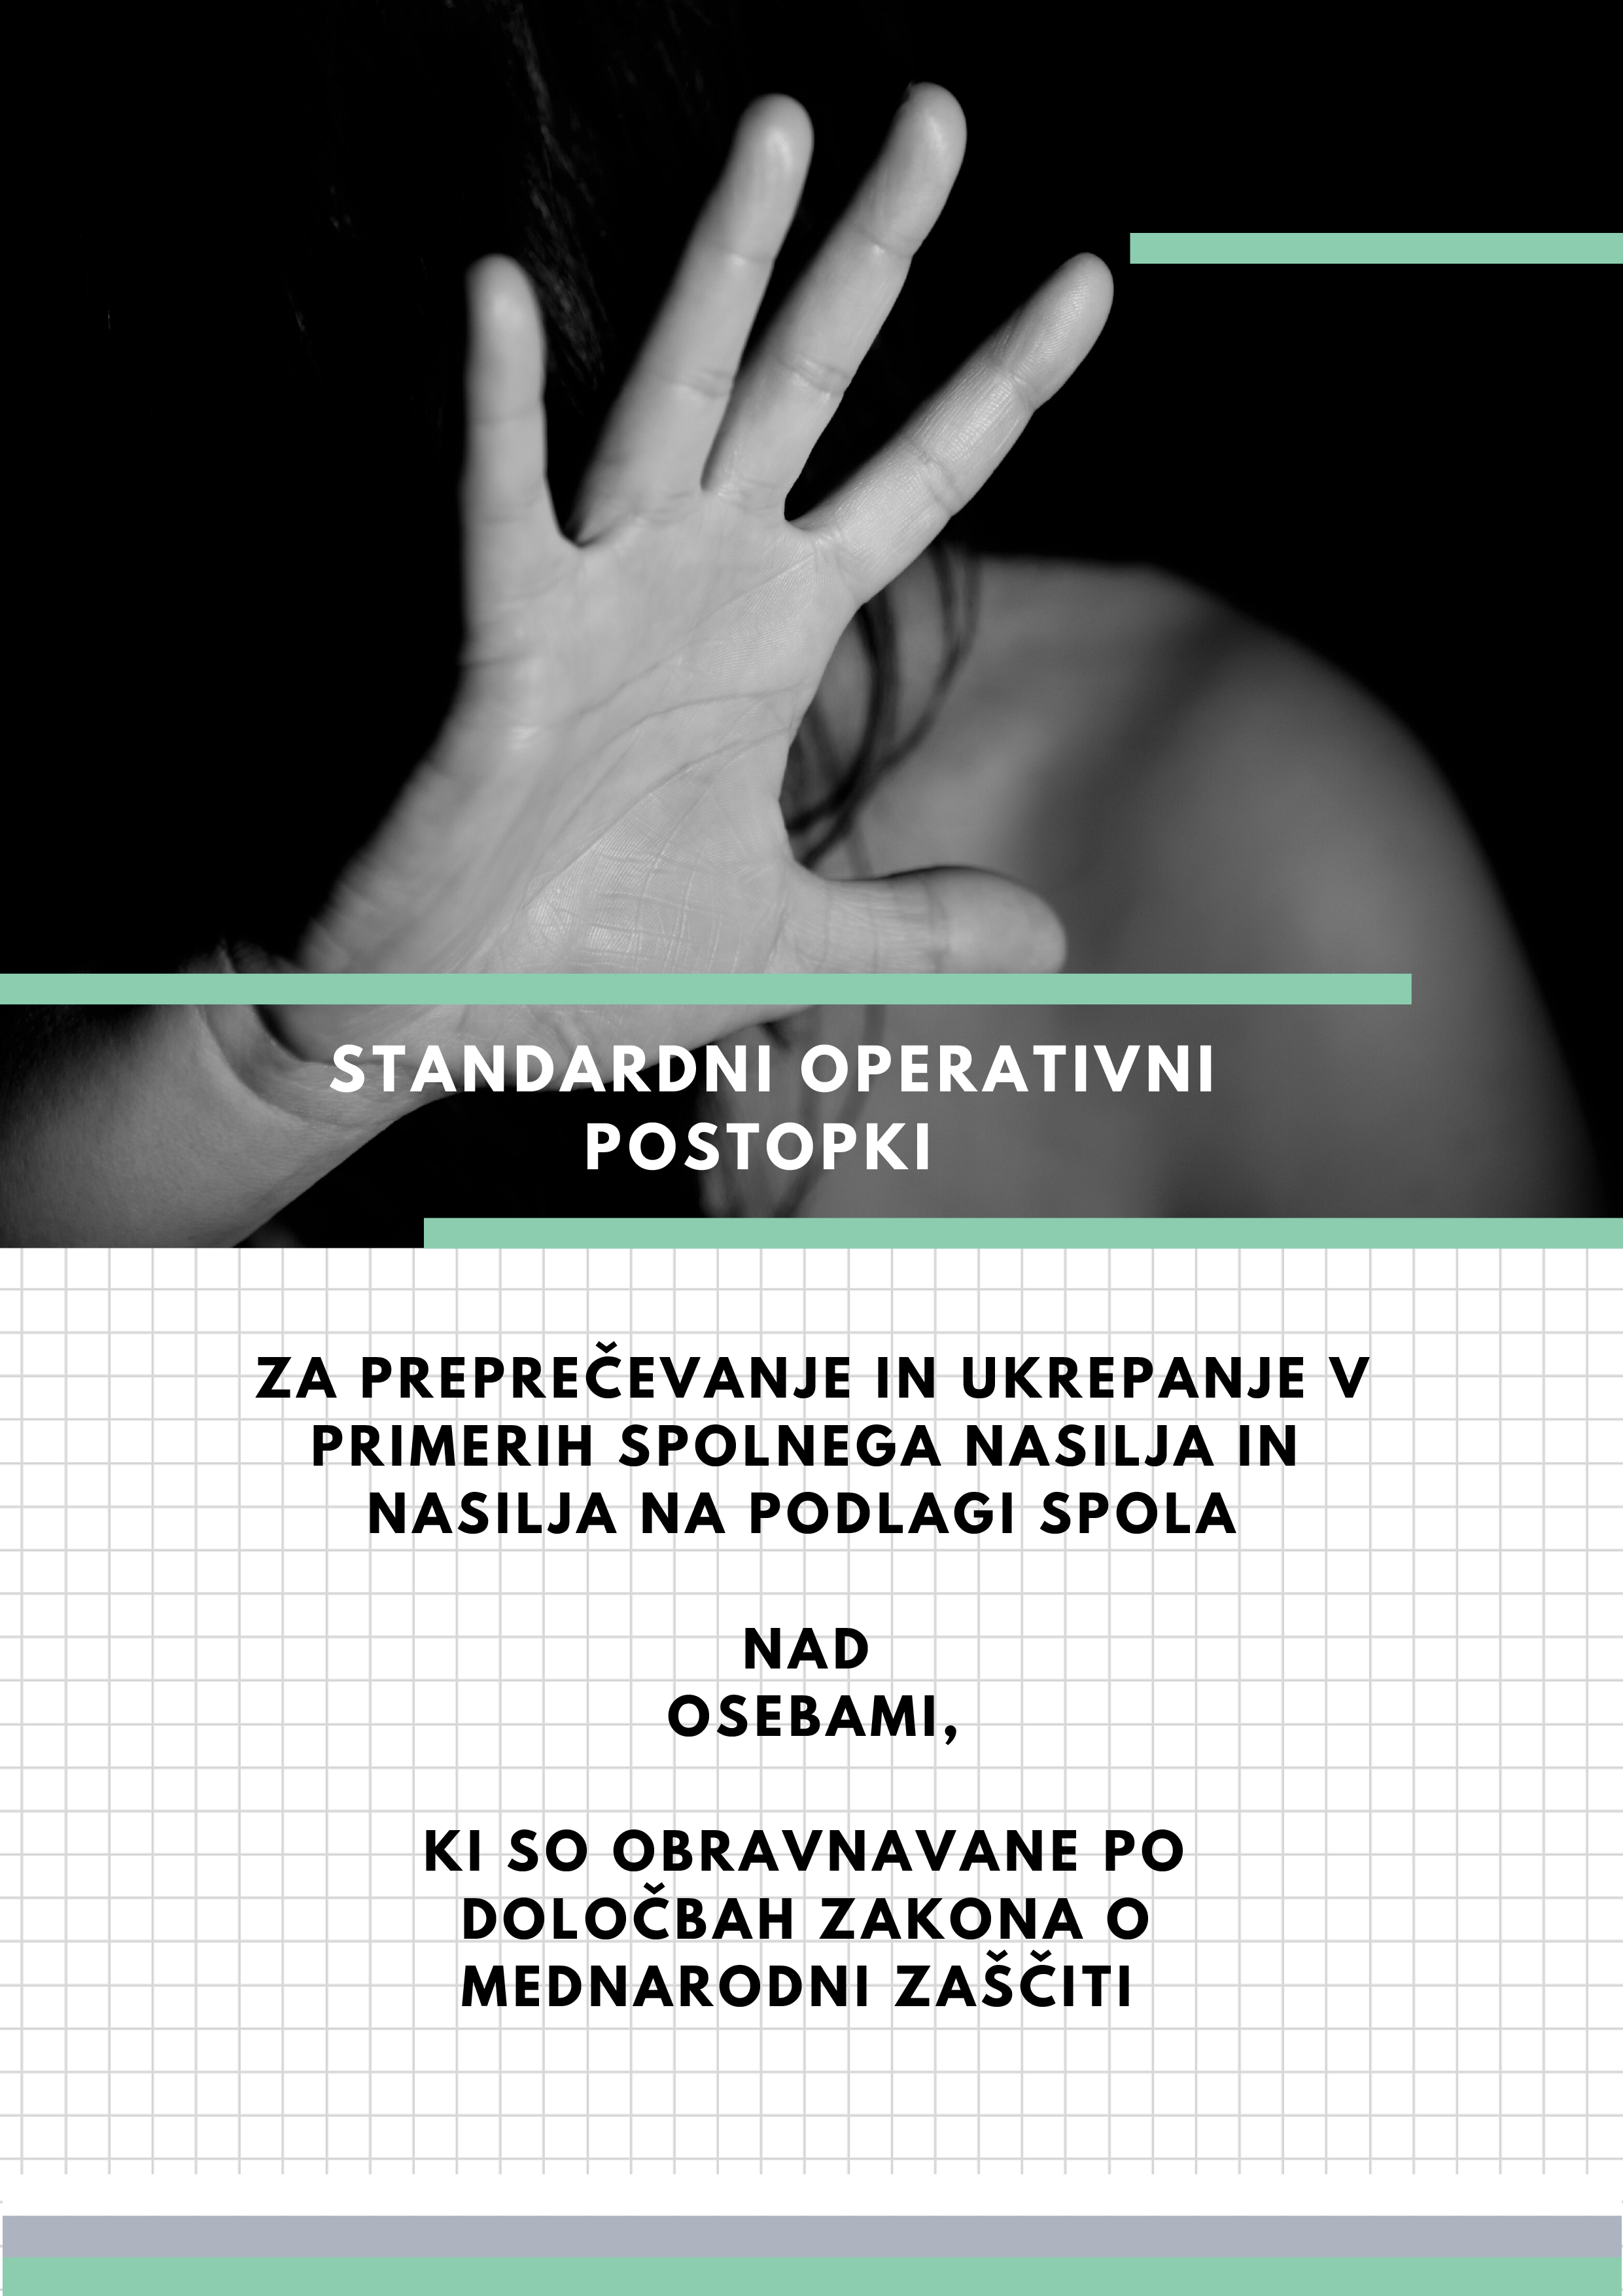 STANDARDNI OPERATIVNI
POSTOPKI
ZA PREPREČEVANJE IN UKREPANJE V
PRIMERIH SPOLNEGA NASILJA IN
NASILJA NA PODLAGI SPOLA
NAD
OSEBAMI,
KI SO OBRAVNAVANE PO
DOLOČBAH ZAKONA O
MEDNARODNI ZAŠČITI